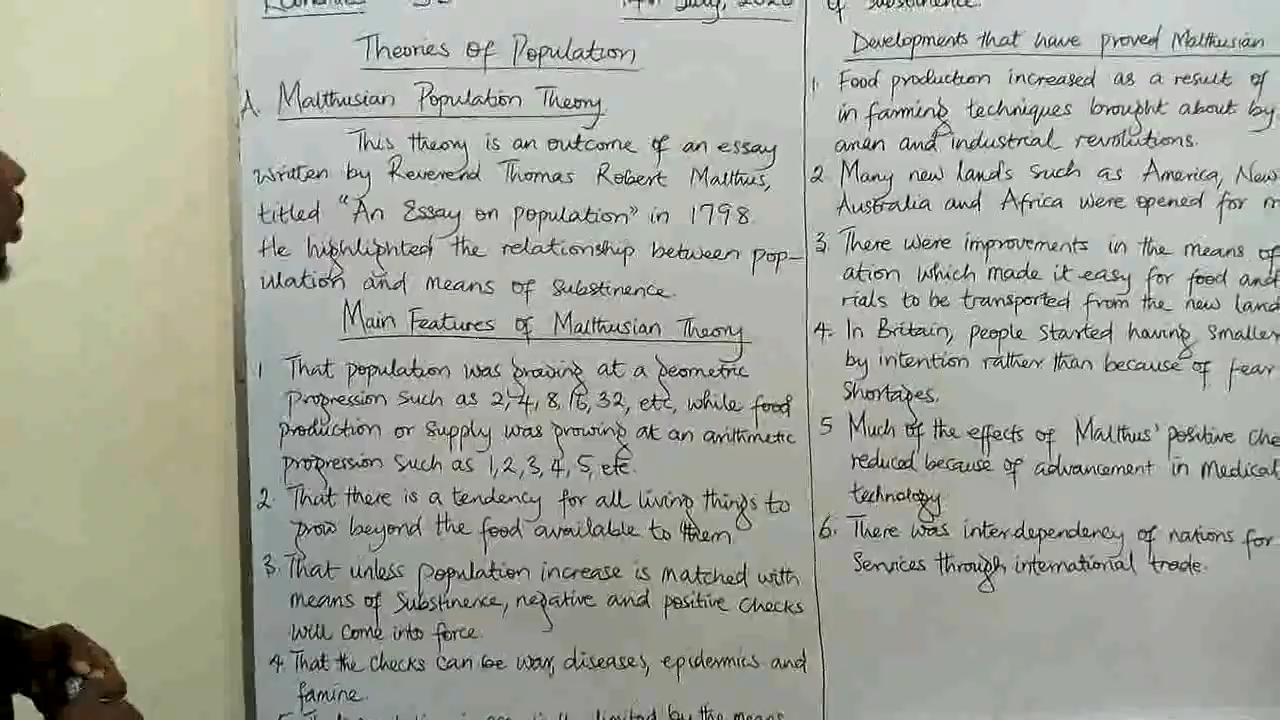 Economics
14th July, 2020
Theories of Population
A. Malthusian Population Theory
This theory is an outcome of an essay
written by Reverend Thomas Robert Malthus,
titled "An Essay on population" in 1798
He highlighted the relationship between pop-
ulation and means of substinence.
Main Features of Malthusian Theory
1 That population was growing at a geometric
progression such as 2, 4, 8, 16, 32, etc, while food
production or supply was growing at an arithmetic
progression such as 1, 2, 3, 4, 5, etc.
2. That there is a tendency for all living things to
grow beyond the food available to them
3. That unless population increase is matched with
means of Substinence, negative and positive checks
will come into force.
4. That the checks can be war, diseases, epidermics and
famine.
limited by the means
of substinence.
Developments that have proved Malthusian
1. Food production increased as a result of
in farming techniques brought about by
arian and industrial revolutions.
2 Many new lands such as America, New
Australia and Africa were opened for
3. There were improvements in the means of
ation which made it easy for food and
rials to be transported from the new land
4. In Britain, people started having smaller
by intention rather than because of fear
Shortages.
5 Much of the effects of Malthus' positive che
reduced because of advancement in Medical
technology
6. There was interdependency of nations for
Services through international trade.